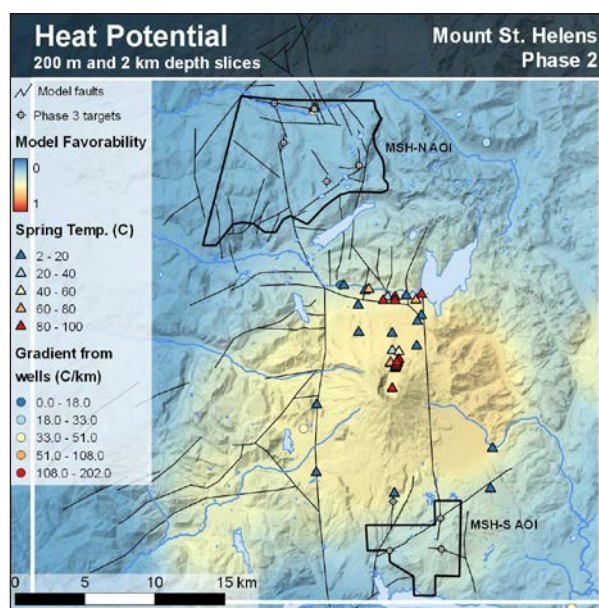 Heat Potential
200 m and 2 km depth slices
Mount St. Helens
Phase 2
Model faults
Phase 3 targets
Model Favorability
0
1
Spring Temp. (C)
2 - 20
20 - 40
40 - 60
60 - 80
80 - 100
Gradient from
wells (C/km)
0.0 - 18.0
18.0 - 33.0
33.0 - 51.0
51.0 - 108.0
108.0 - 202.0
MSH-N AOI
MSH-S AOI
0 5 10 15 km